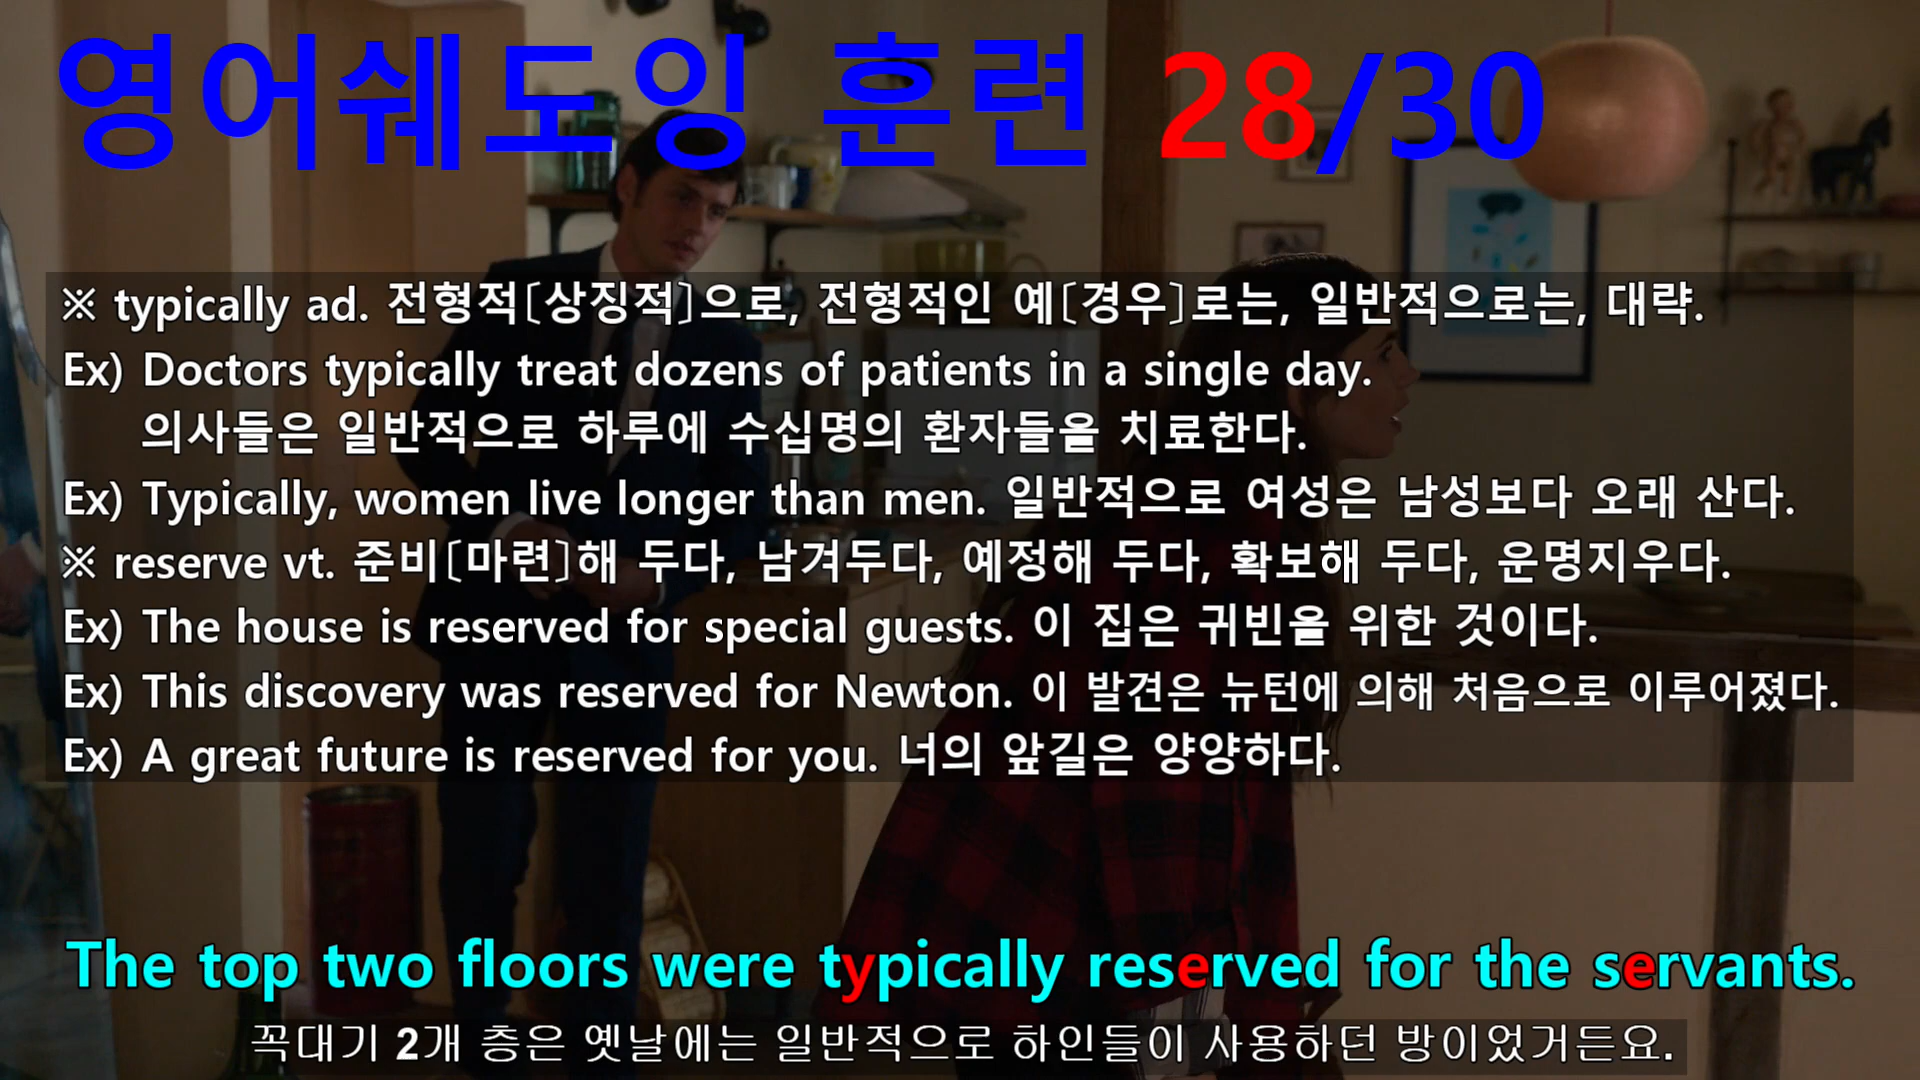 영어쉐도잉 훈련 28/30
※ typically ad. 전형적〔상징적〕으로, 전형적인 예〔경우〕로는, 일반적으로는, 대략.
Ex) Doctors typically treat dozens of patients in a single day.
의사들은 일반적으로 하루에 수십명의 환자들을 치료한다.
Ex) Typically, women live longer than men. 일반적으로 여성은 남성보다 오래 산다.
※ reserve vt. 준비〔마련〕해 두다, 남겨두다, 예정해 두다, 확보해 두다, 운명지우다.
Ex) The house is reserved for special guests. 이 집은 귀빈을 위한 것이다.
Ex) This discovery was reserved for Newton. 이 발견은 뉴턴에 의해 처음으로 이루어졌다.
Ex) A great future is reserved for you. 너의 앞길은 양양하다.
The top two floors were typically reserved for the servants.
꼭대기 2개 층은 옛날에는 일반적으로 하인들이 사용하던 방이었거든요.